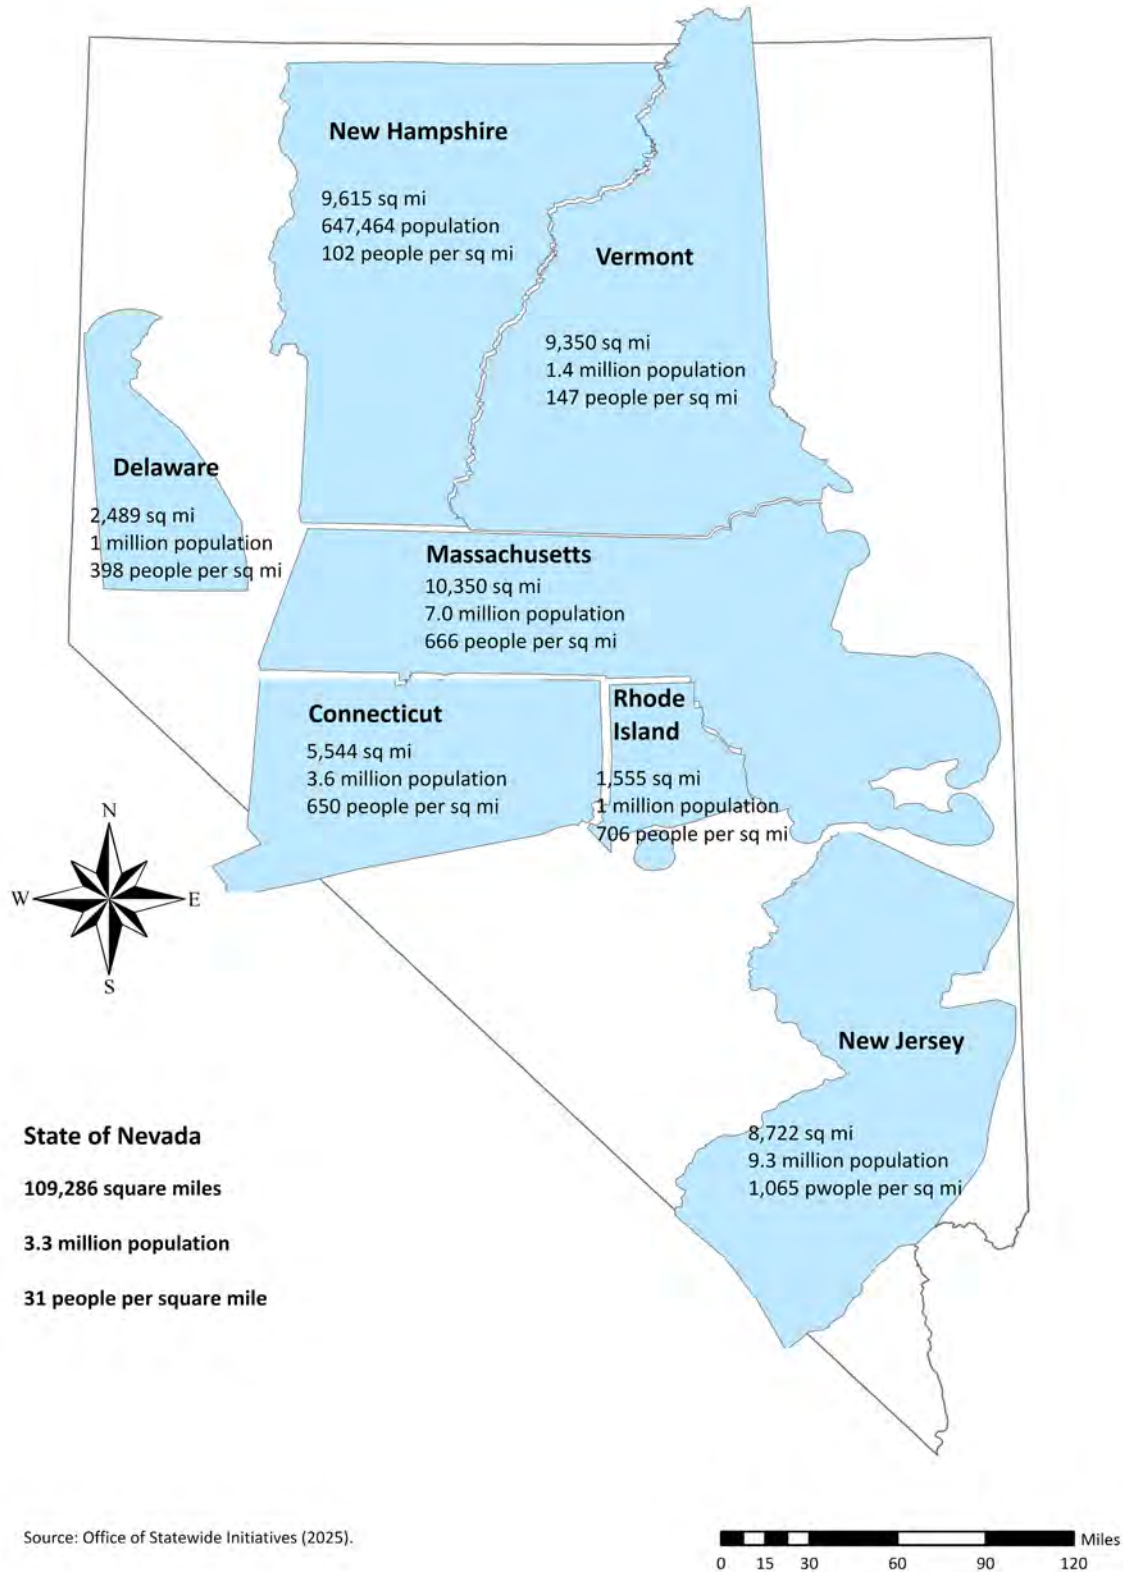 New Hampshire
9,615 sq mi
647,464 population
102 people per sq mi
Vermont
9,350 sq mi
1.4 million population
147 people per sq mi
Delaware
2,489 sq mi
1 million population
398 people per sq mi
Massachusetts
10,350 sq mi
7.0 million population
666 people per sq mi
Connecticut
5,544 sq mi
3.6 million population
650 people per sq mi
Rhode
Island
1,555 sq mi
1 million population
706 people per sq mi
N
W
E
S
New Jersey
8,722 sq mi
9.3 million population
1,065 pwople per sq mi
State of Nevada
109,286 square miles
3.3 million population
31 people per square mile
Source: Office of Statewide Initiatives (2025).
Miles
0 15 30 60 90 120